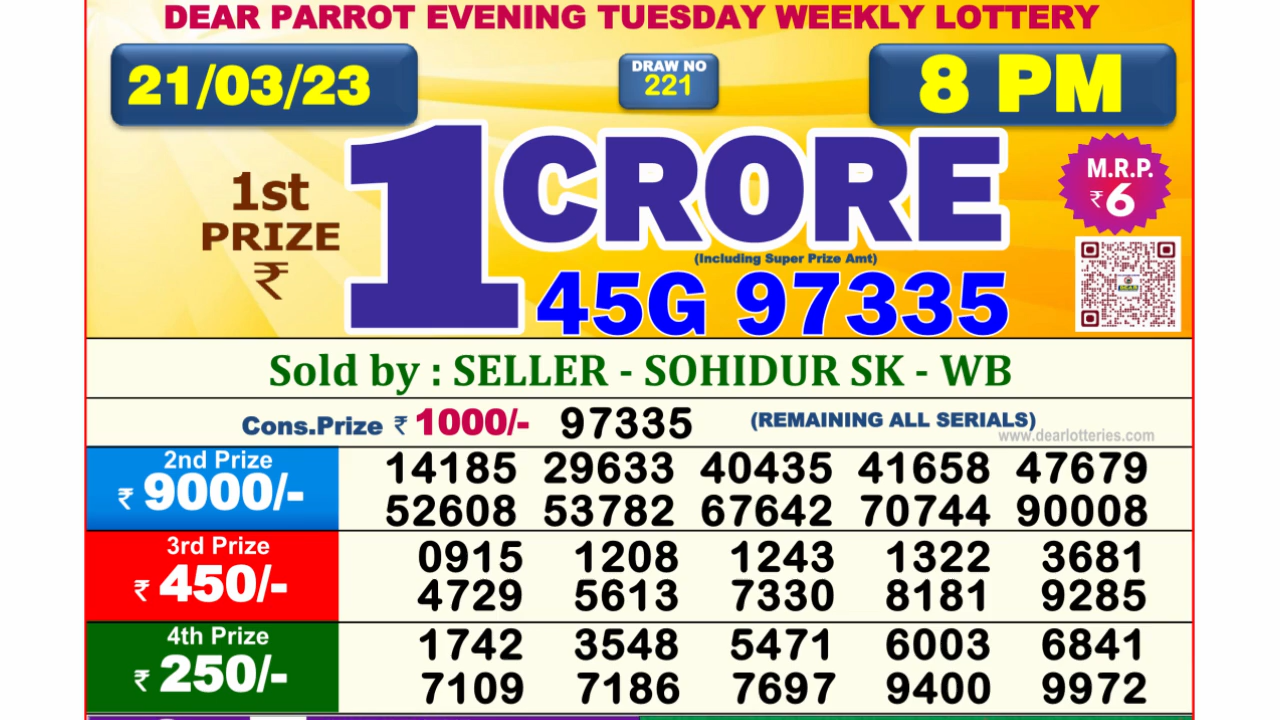 DEAR PARROT EVENING TUESDAY WEEKLY LOTTERY
21/03/23
DRAW NO
221
8 PM
1st
PRIZE
₹
1 CRORE
(Including Super Prize Amt)
45G 97335
M.R.P.
₹ 6
Sold by : SELLER - SOHIDUR SK - WB
Cons.Prize ₹ 1000/- 97335 (REMAINING ALL SERIALS)
www.dearlotteries.com
2nd Prize
₹ 9000/-
14185 29633 40435 41658 47679
52608 53782 67642 70744 90008
3rd Prize
₹ 450/-
0915 1208 1243 1322 3681
4729 5613 7330 8181 9285
4th Prize
₹ 250/-
1742 3548 5471 6003 6841
7109 7186 7697 9400 9972